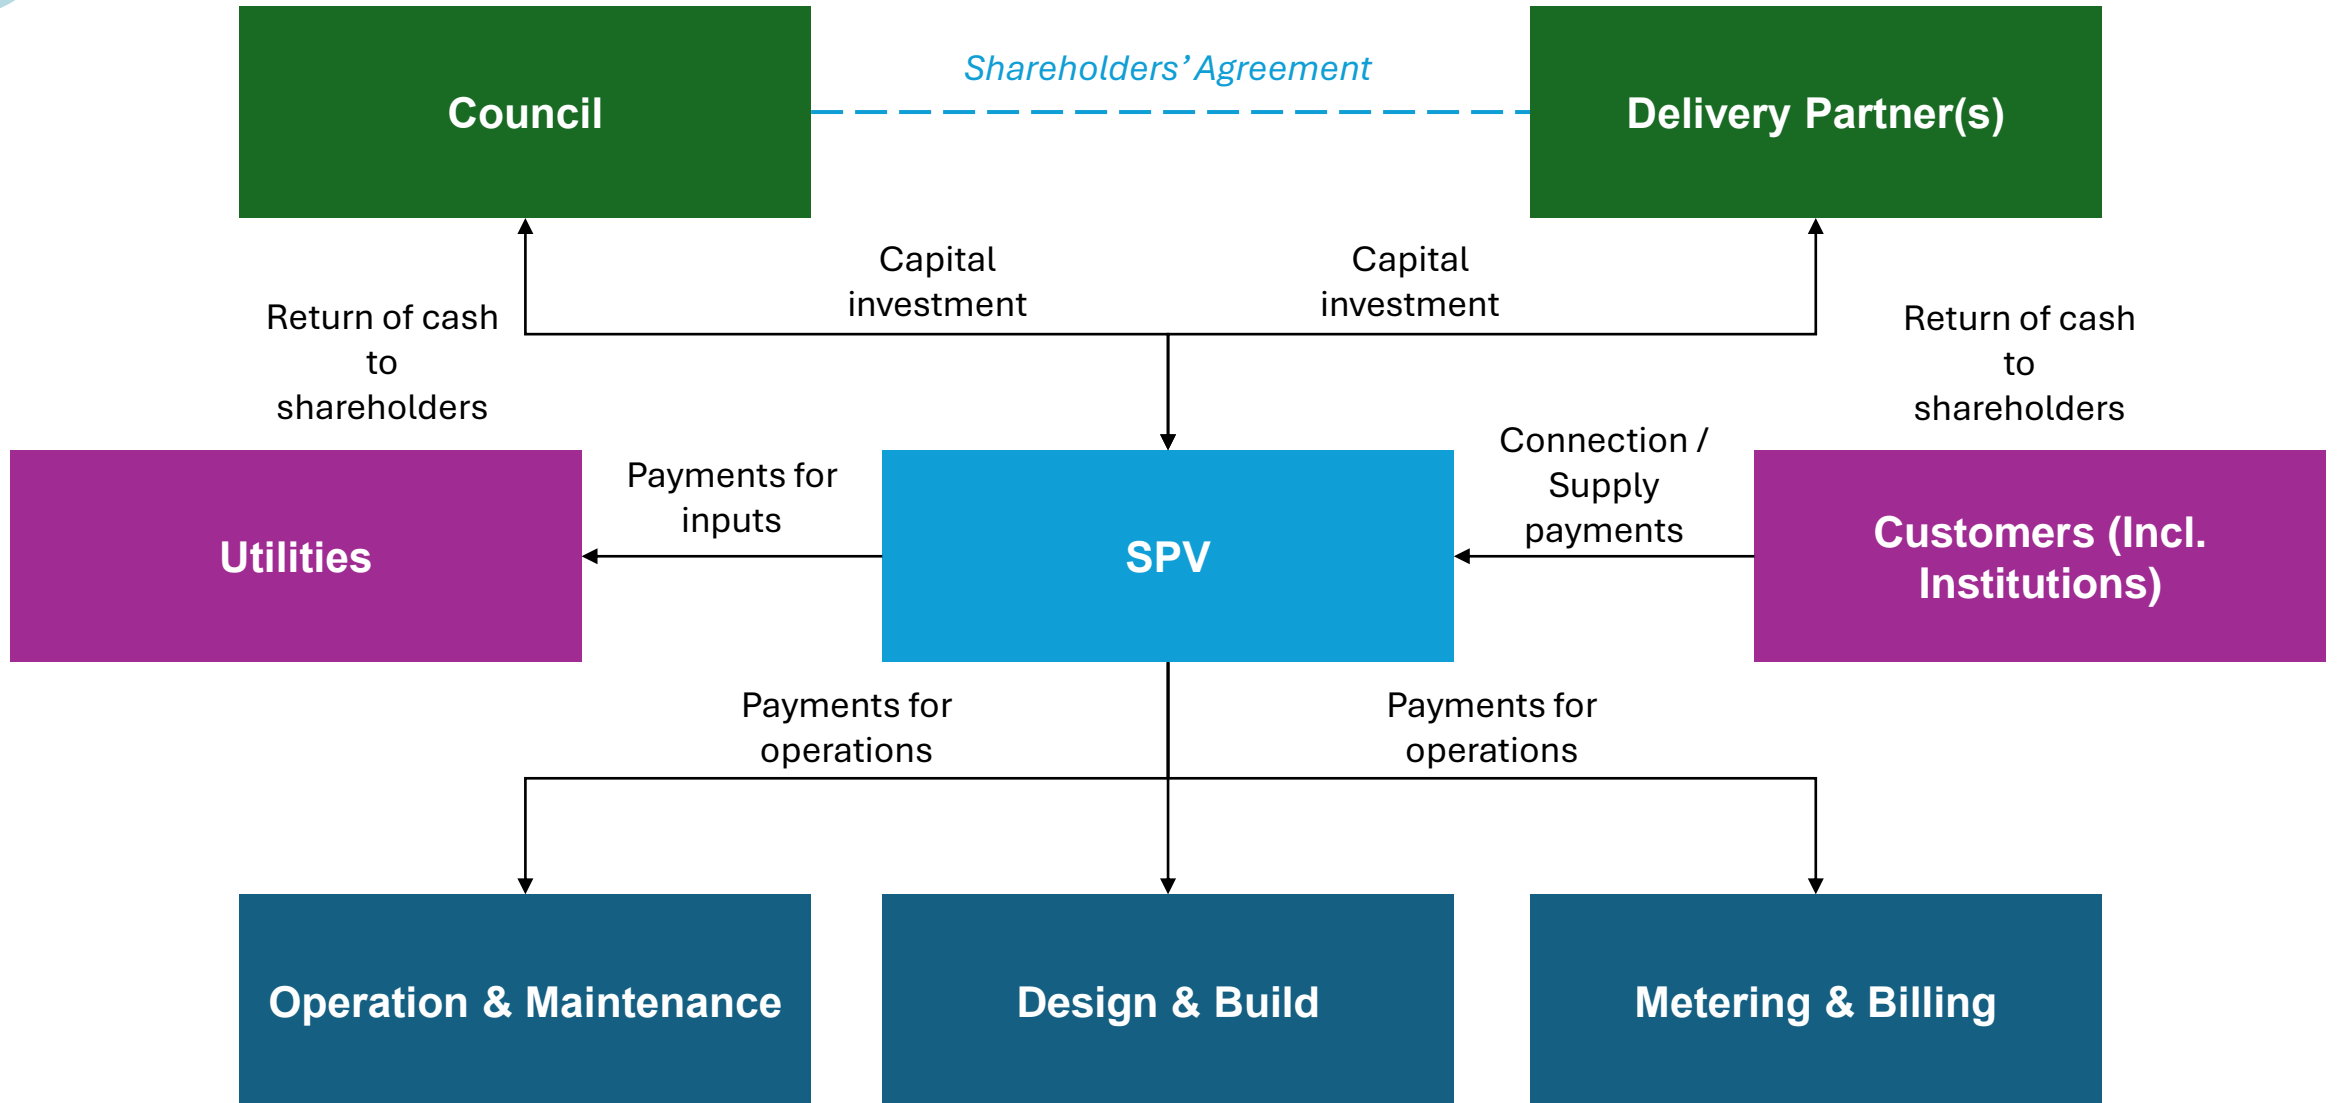 Council
Shareholders’ Agreement
Delivery Partner(s)
Capital
investment
Capital
investment
Return of cash
to
shareholders
Return of cash
to
shareholders
Utilities
Payments for
inputs
SPV
Connection /
Supply
payments
Customers (Incl.
Institutions)
Payments for
operations
Payments for
operations
Operation & Maintenance
Design & Build
Metering & Billing